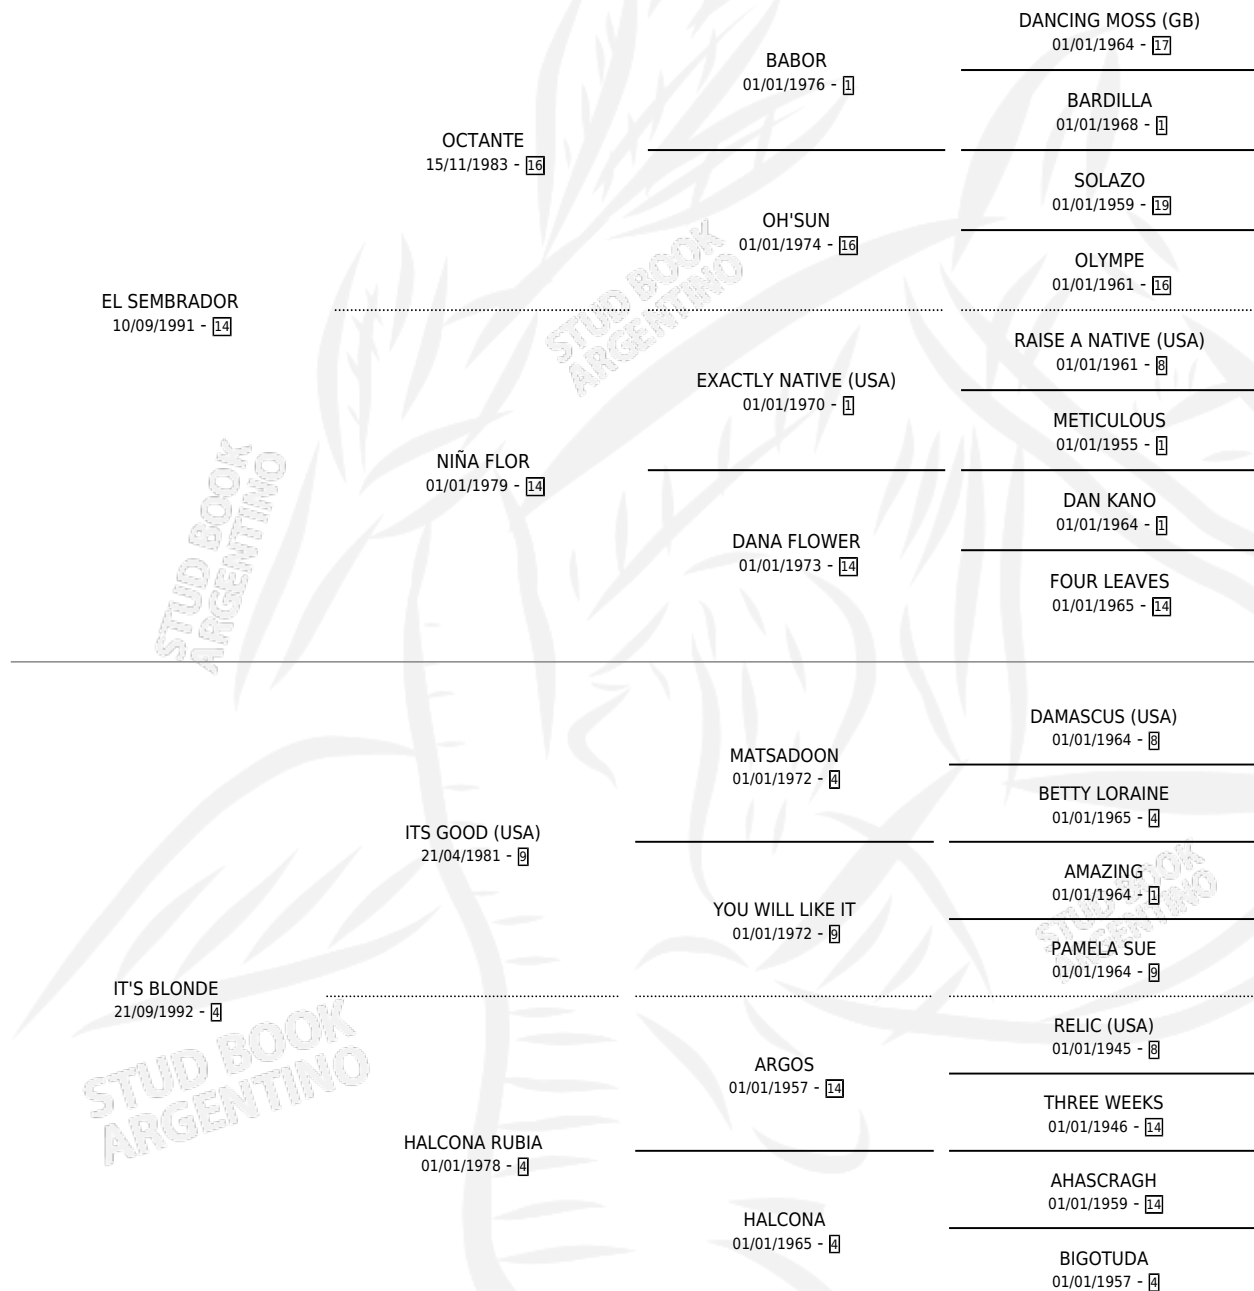 DANCING MOSS (GB)
01/01/1964 - 17
BABOR
01/01/1976 - 1
BARDILLA
01/01/1968 - 1
OCTANTE
15/11/1983 - 16
SOLAZO
01/01/1959 - 19
OH'SUN
01/01/1974 - 16
OLYMPE
01/01/1961 - 16
EL SEMBRADOR
10/09/1991 - 14
RAISE A NATIVE (USA)
01/01/1961 - 8
EXACTLY NATIVE (USA)
01/01/1970 - 1
METICULOUS
01/01/1955 - 1
NIÑA FLOR
01/01/1979 - 14
DAN KANO
01/01/1964 - 1
DANA FLOWER
01/01/1973 - 14
FOUR LEAVES
01/01/1965 - 14
STUD BOOK
ARGENTINO
STUD BOOK
ARGENTINO
DAMASCUS (USA)
01/01/1964 - 8
MATSADOON
01/01/1972 - 4
BETTY LORAINE
01/01/1965 - 4
ITS GOOD (USA)
21/04/1981 - 9
AMAZING
01/01/1964 - 1
YOU WILL LIKE IT
01/01/1972 - 9
PAMELA SUE
01/01/1964 - 9
STUD BOOK
ARGENTINO
IT'S BLONDE
21/09/1992 - 4
RELIC (USA)
01/01/1945 - 8
ARGOS
01/01/1957 - 14
THREE WEEKS
01/01/1946 - 14
HALCONA RUBIA
01/01/1978 - 4
AHASCRAGH
01/01/1959 - 14
HALCONA
01/01/1965 - 4
BIGOTUDA
01/01/1957 - 4
STUD BOOK
ARGENTINO